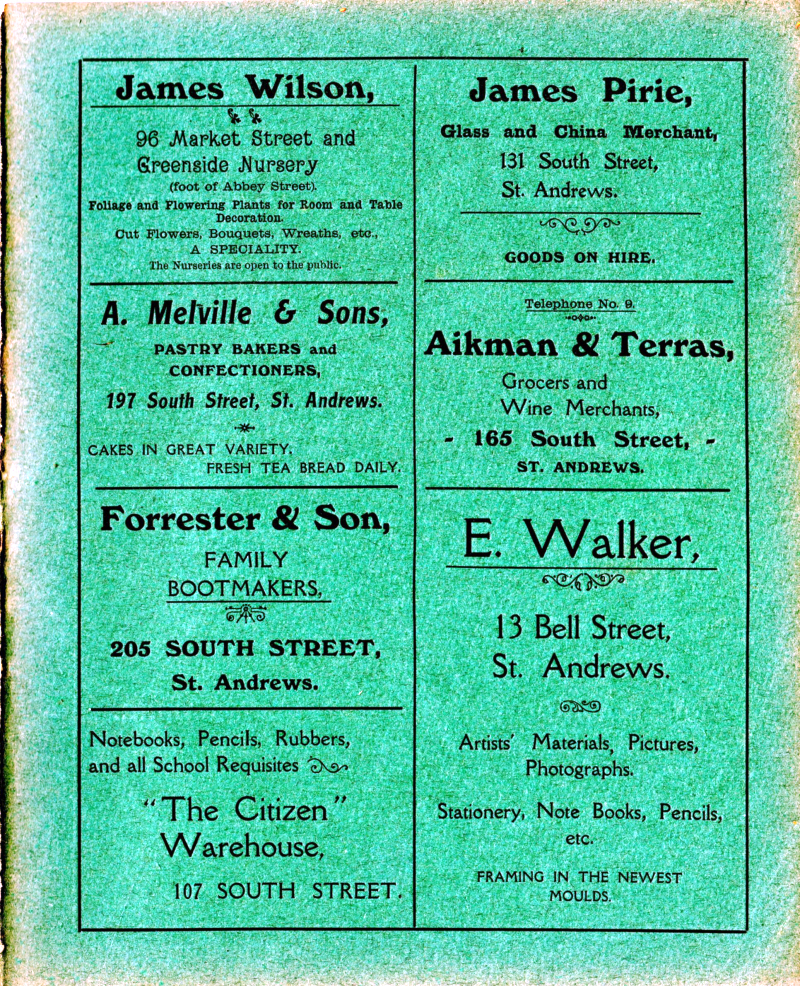 James Wilson,
96 Market Street and
Greenside Nursery
(foot of Abbey Street).
Foliage and Flowering Plants for Room and Table
Decoration.
Cut Flowers, Bouquets, Wreaths, etc.,
A SPECIALITY.
The Nurseries are open to the public.
A. Melville & Sons,
PASTRY BAKERS and
CONFECTIONERS,
197 South Street, St. Andrews.
CAKES IN GREAT VARIETY.
FRESH TEA BREAD DAILY.
Forrester & Son,
FAMILY
BOOTMAKERS,
205 SOUTH STREET,
St. Andrews.
Notebooks, Pencils, Rubbers,
and all School Requisites
"The Citizen"
Warehouse,
107 SOUTH STREET.
James Pirie,
Glass and China Merchant,
131 South Street,
St. Andrews.
GOODS ON HIRE.
Telephone No. 9.
Aikman & Terras,
Grocers and
Wine Merchants,
- 165 South Street, -
ST. ANDREWS.
E. Walker,
13 Bell Street,
St. Andrews.
Artists' Materials, Pictures,
Photographs.
Stationery, Note Books, Pencils,
etc.
FRAMING IN THE NEWEST
MOULDS.